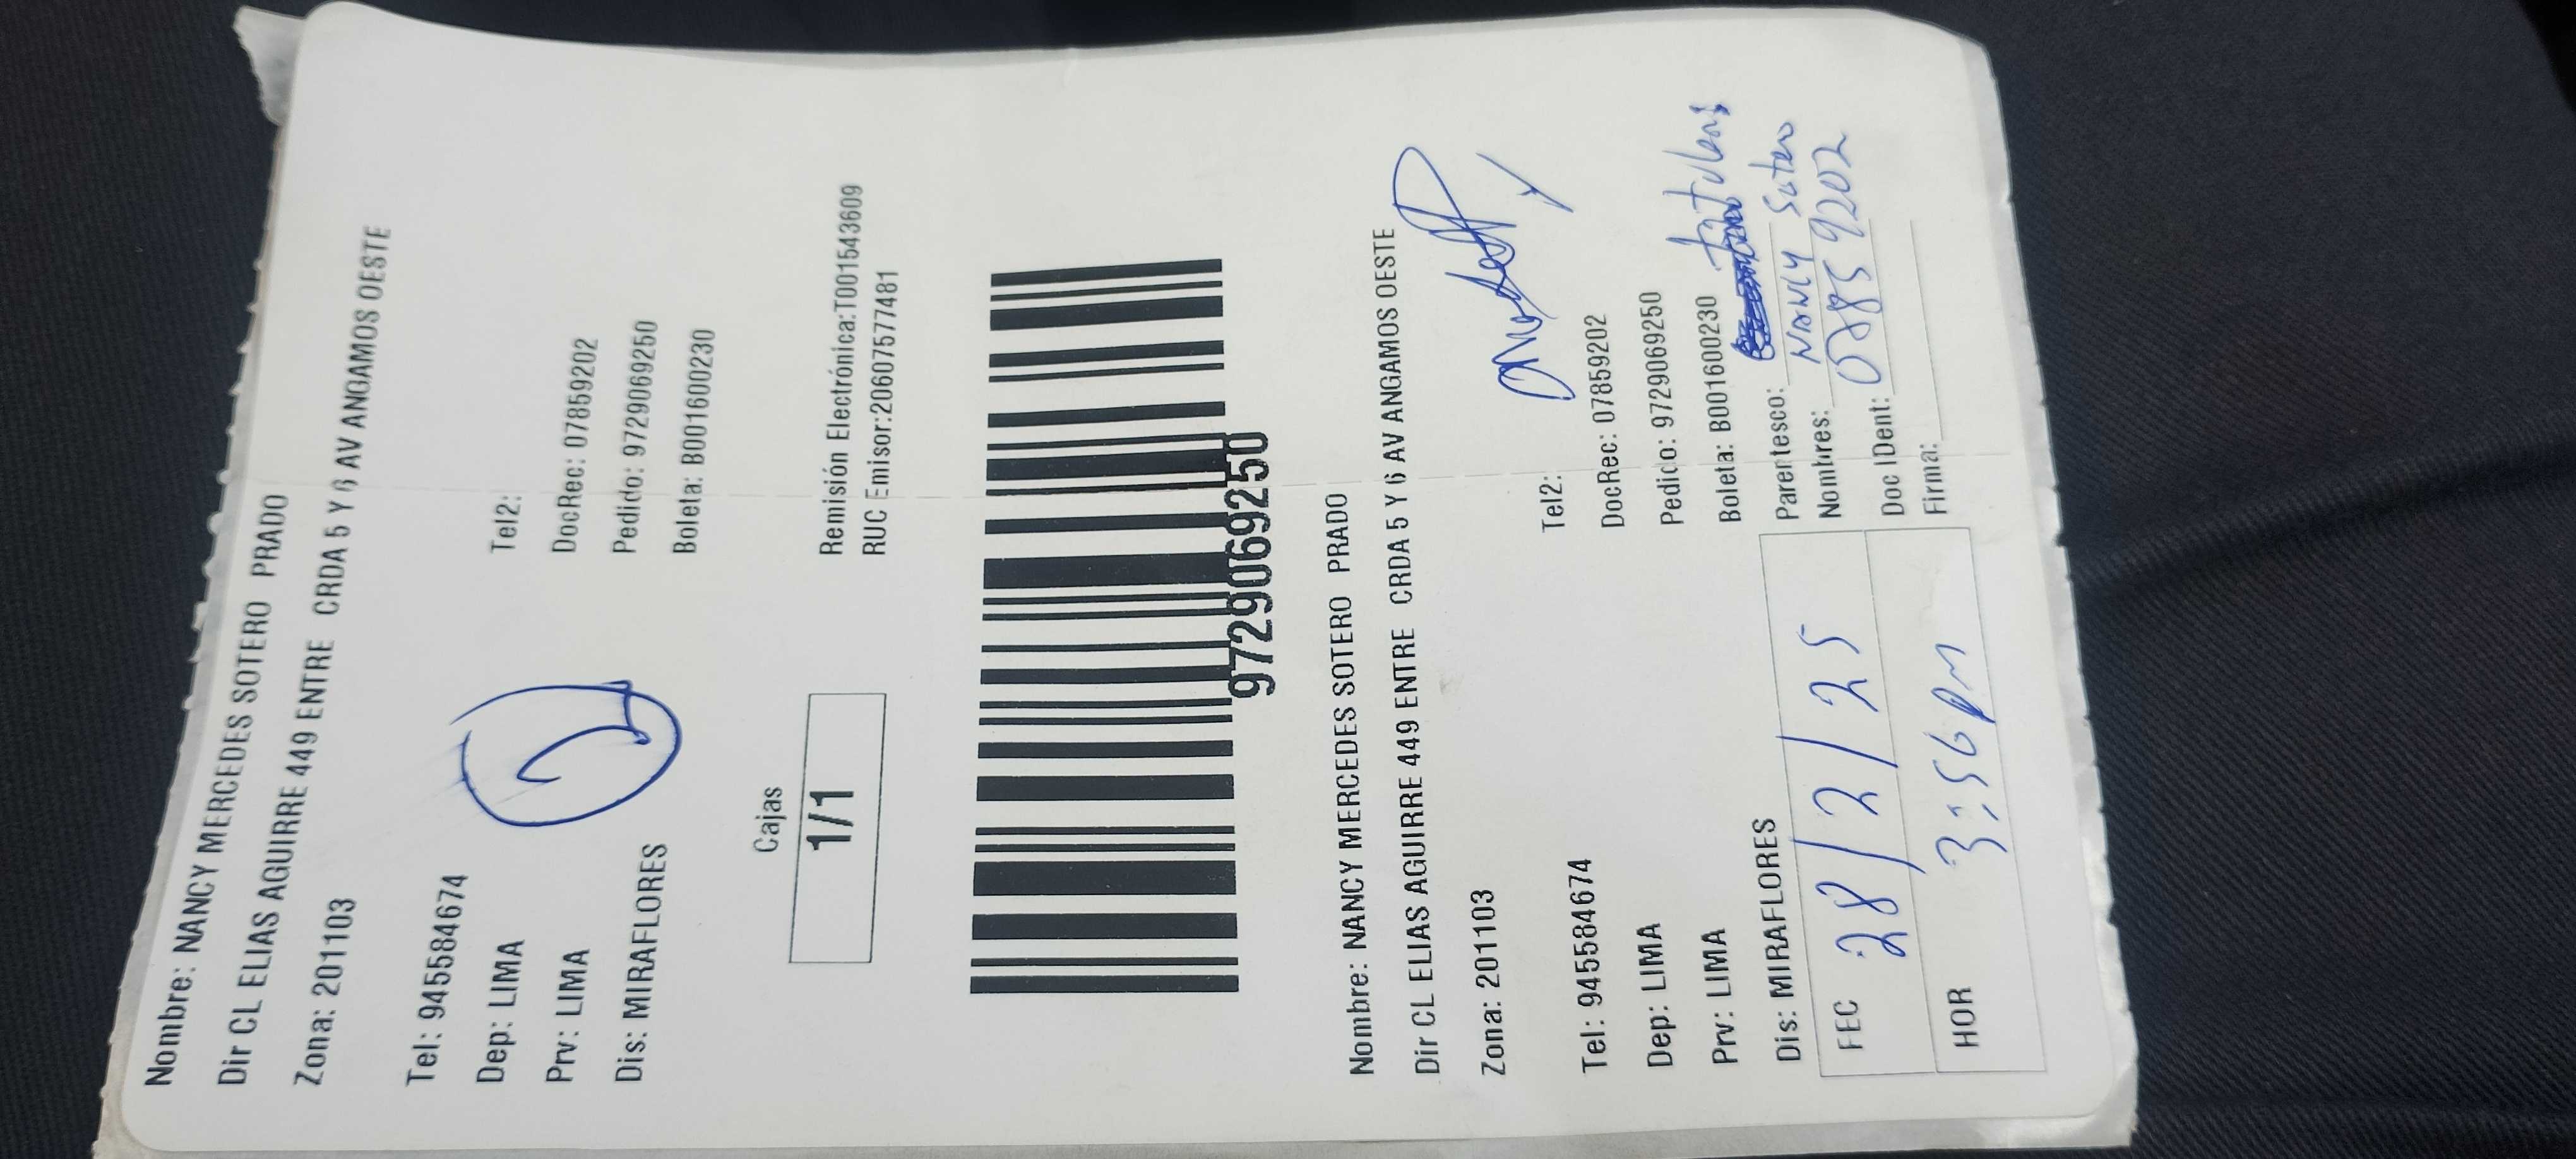 Nombre: NANCY MERCEDES SOTERO PRADO
Dir CL ELIAS AGUIRRE 449 ENTRE CRDA 5 Y 6 AV ANGAMOS OESTE
Zona: 201103
Tel: 945584674
Tel2:
Dep: LIMA
DocRec: 07859202
Prv: LIMA
Pedido: 9729069250
Dis: MIRAFLORES
Boleta: B001600230
2
Cajas
1/1
Remisión Electrónica:T001543609
RUC Emisor:20607577481
9729069250
Nombre: NANCY MERCEDES SOTERO PRADO
Dir CL ELIAS AGUIRRE 449 ENTRE CRDA 5 Y 6 AV ANGAMOS OESTE
Zona: 201103
Tel: 945584674
Tel2:
Dep: LIMA
DocRec: 07859202
Prv: LIMA
Pedido: 9729069250
Dis: MIRAFLORES
Boleta: B001600230
FEC 28/2/25
HOR 3:56 pm
Parentesco:
Nombres: NANCY Sotero
Doc IDent: 07859202
Firma: